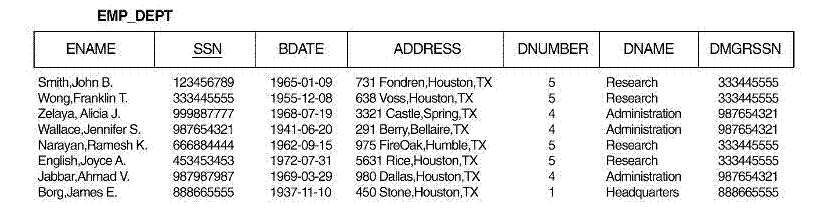 EMP_DEPT
ENAME SSN BDATE ADDRESS DNUMBER DNAME DMGRSSN
Smith,John B. 123456789 1965-01-09 731 Fondren,Houston,TX 5 Research 333445555
Wong,Franklin T. 333445555 1955-12-08 638 Voss,Houston,TX 5 Research 333445555
Zelaya, Alicia J. 999887777 1968-07-19 3321 Castle,Spring,TX 4 Administration 987654321
Wallace,Jennifer S. 987654321 1941-06-20 291 Berry,Bellaire,TX 4 Administration 987654321
Narayan,Ramesh K. 666884444 1962-09-15 975 FireOak,Humble,TX 5 Research 333445555
English,Joyce A. 453453453 1972-07-31 5631 Rice,Houston,TX 5 Research 333445555
Jabbar,Ahmad V. 987987987 1969-03-29 980 Dallas,Houston,TX 4 Administration 987654321
Borg,James E. 888665555 1937-11-10 450 Stone,Houston,TX 1 Headquarters 888665555